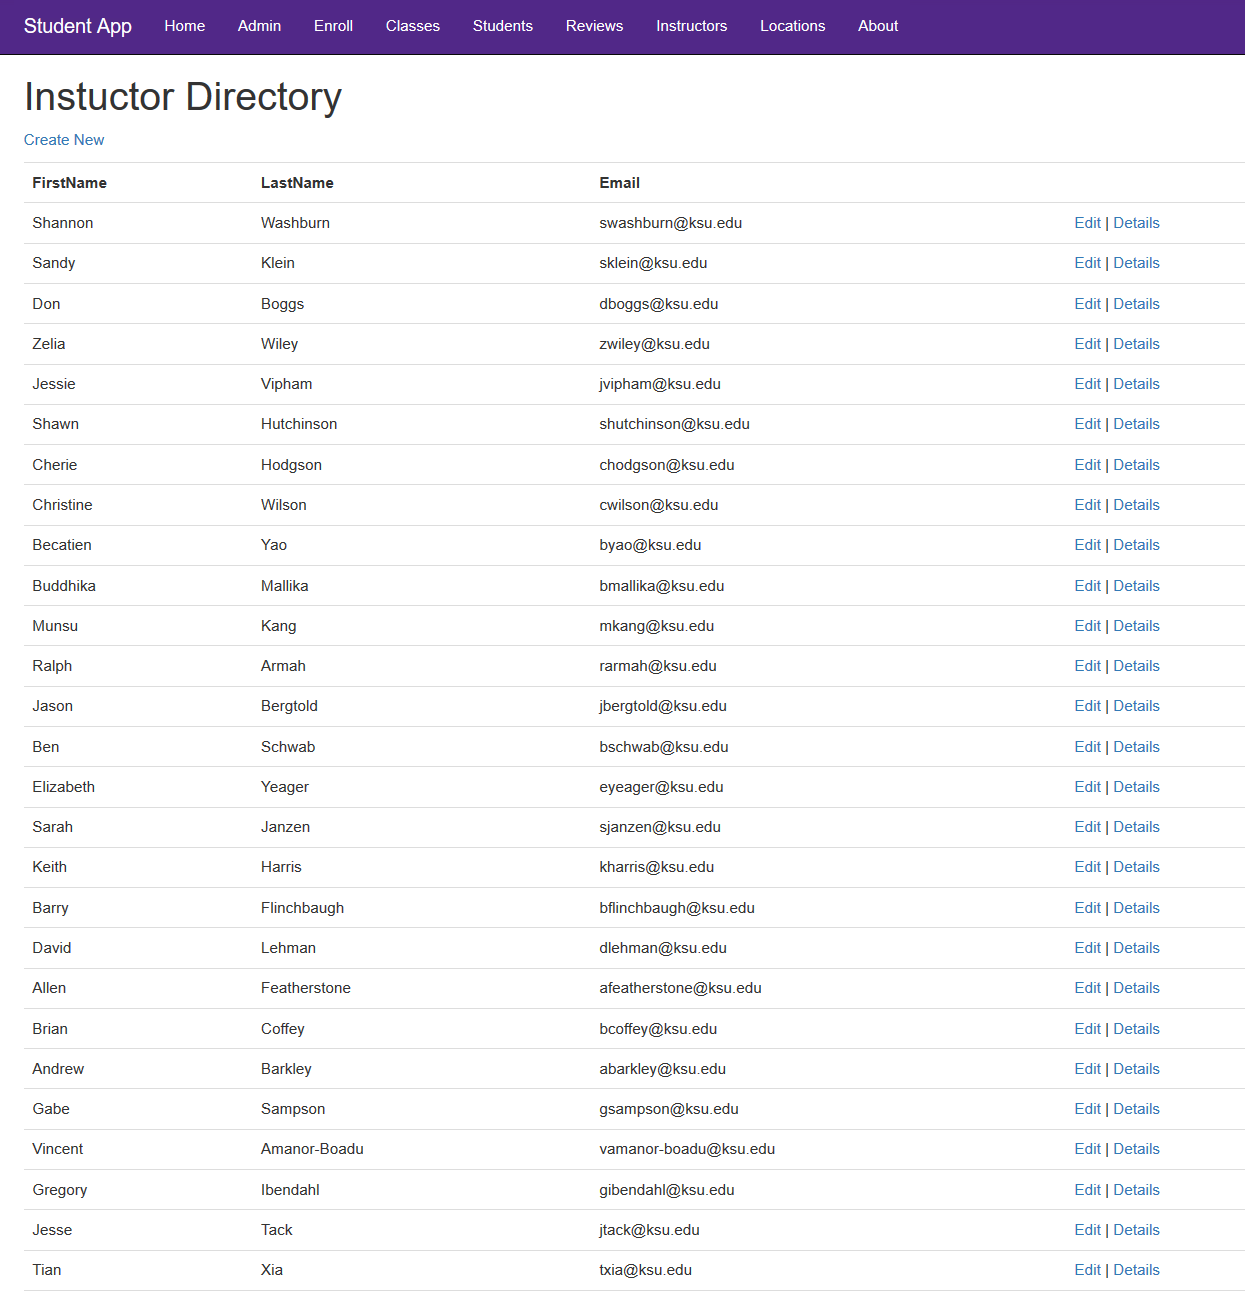 Student App Home Admin Enroll Classes Students Reviews Instructors Locations About
Instuctor Directory
Create New
FirstName LastName Email
Shannon Washburn swashburn@ksu.edu Edit | Details
Sandy Klein sklein@ksu.edu Edit | Details
Don Boggs dboggs@ksu.edu Edit | Details
Zelia Wiley zwiley@ksu.edu Edit | Details
Jessie Vipham jvipham@ksu.edu Edit | Details
Shawn Hutchinson shutchinson@ksu.edu Edit | Details
Cherie Hodgson chodgson@ksu.edu Edit | Details
Christine Wilson cwilson@ksu.edu Edit | Details
Becatien Yao byao@ksu.edu Edit | Details
Buddhika Mallika bmallika@ksu.edu Edit | Details
Munsu Kang mkang@ksu.edu Edit | Details
Ralph Armah rarmah@ksu.edu Edit | Details
Jason Bergtold jbergtold@ksu.edu Edit | Details
Ben Schwab bschwab@ksu.edu Edit | Details
Elizabeth Yeager eyeager@ksu.edu Edit | Details
Sarah Janzen sjanzen@ksu.edu Edit | Details
Keith Harris kharris@ksu.edu Edit | Details
Barry Flinchbaugh bflinchbaugh@ksu.edu Edit | Details
David Lehman dlehman@ksu.edu Edit | Details
Allen Featherstone afeatherstone@ksu.edu Edit | Details
Brian Coffey bcoffey@ksu.edu Edit | Details
Andrew Barkley abarkley@ksu.edu Edit | Details
Gabe Sampson gsampson@ksu.edu Edit | Details
Vincent Amanor-Boadu vamanor-boadu@ksu.edu Edit | Details
Gregory Ibendahl gibendahl@ksu.edu Edit | Details
Jesse Tack jtack@ksu.edu Edit | Details
Tian Xia txia@ksu.edu Edit | Details